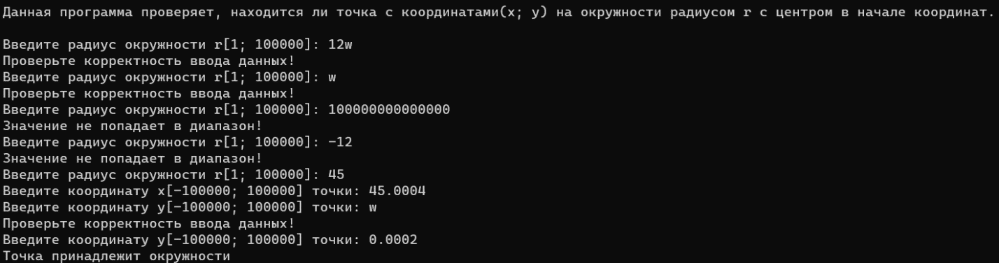 Данная программа проверяет, находится ли точка с координатами(x; y) на окружности радиусом r с центром в начале координат.
Введите радиус окружности r[1; 100000]: 12w
Проверьте корректность ввода данных!
Введите радиус окружности r[1; 100000]: w
Проверьте корректность ввода данных!
Введите радиус окружности r[1; 100000]: 100000000000000
Значение не попадает в диапазон!
Введите радиус окружности r[1; 100000]: -12
Значение не попадает в диапазон!
Введите радиус окружности r[1; 100000]: 45
Введите координату x[-100000; 100000] точки: 45.0004
Введите координату y[-100000; 100000] точки: w
Проверьте корректность ввода данных!
Введите координату y[-100000; 100000] точки: 0.0002
Точка принадлежит окружности